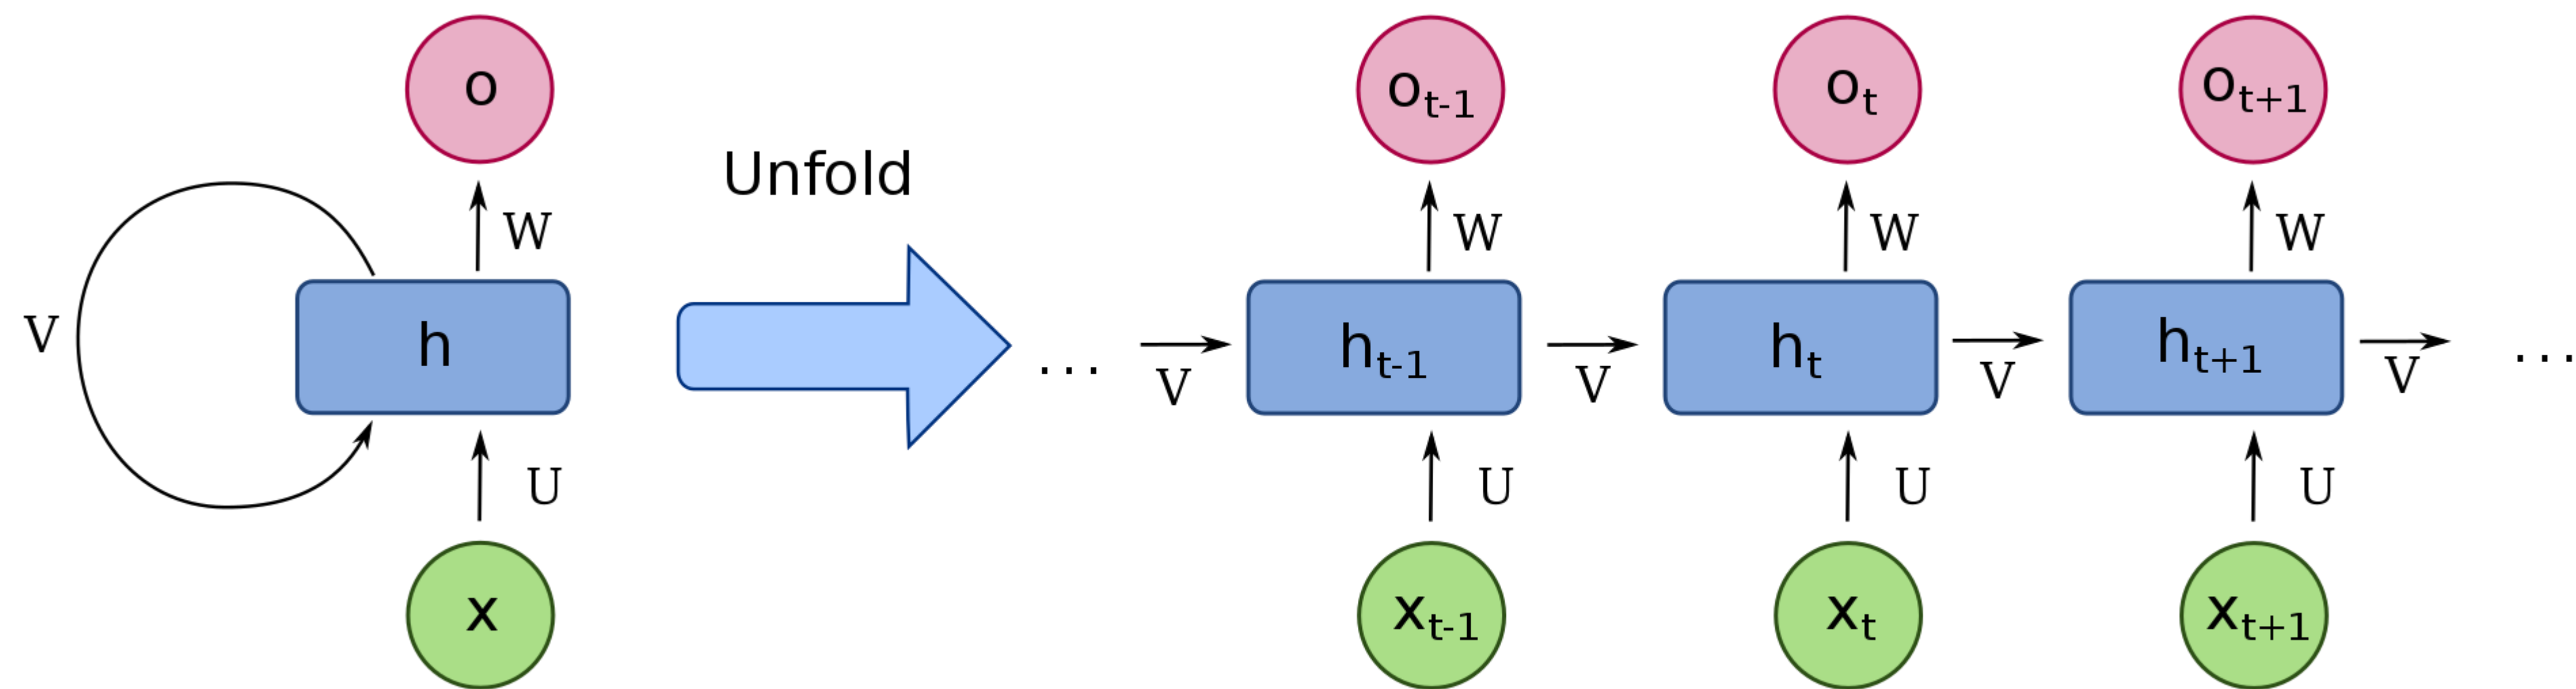 o
W
V
h
U
x
Unfold
...
V
o_{t-1}
W
h_{t-1}
U
x_{t-1}
V
o_t
W
h_t
U
x_t
V
o_{t+1}
W
h_{t+1}
U
x_{t+1}
V
...